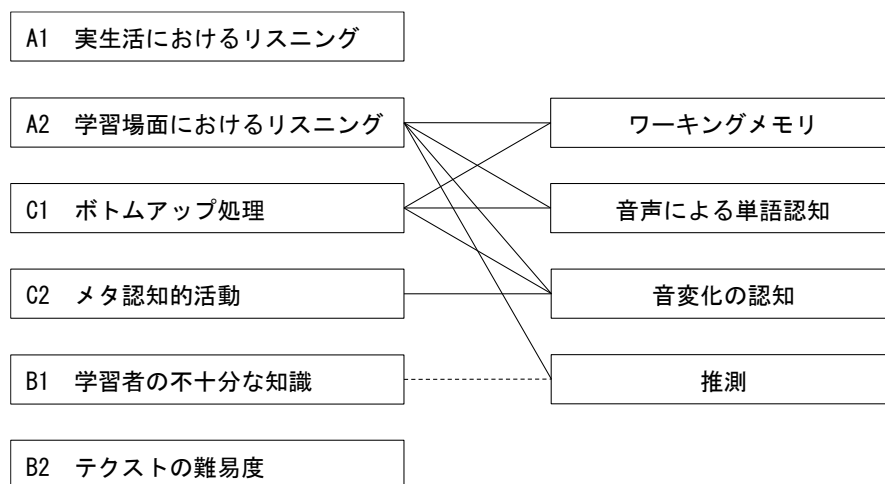 A1 実生活におけるリスニング
A2 学習場面におけるリスニング
ワーキングメモリ
C1 ボトムアップ処理
音声による単語認知
C2 メタ認知的活動
音変化の認知
B1 学習者の不十分な知識
推測
B2 テクストの難易度